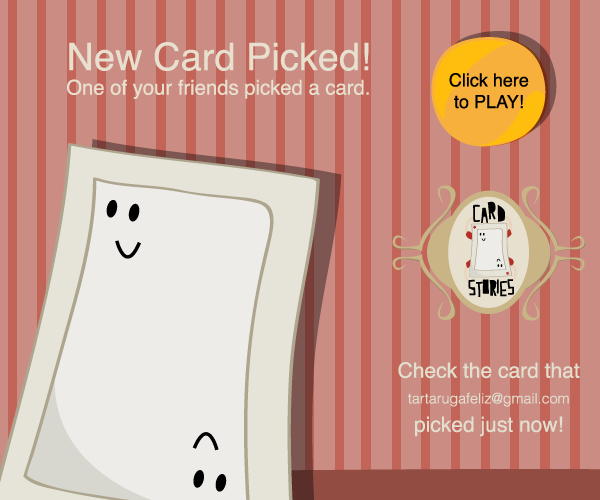 New Card Picked!
One of your friends picked a card.
Click here
to PLAY!
CARD
STORIES
Check the card that
tartarugafeliz@gmail.com
picked just now!